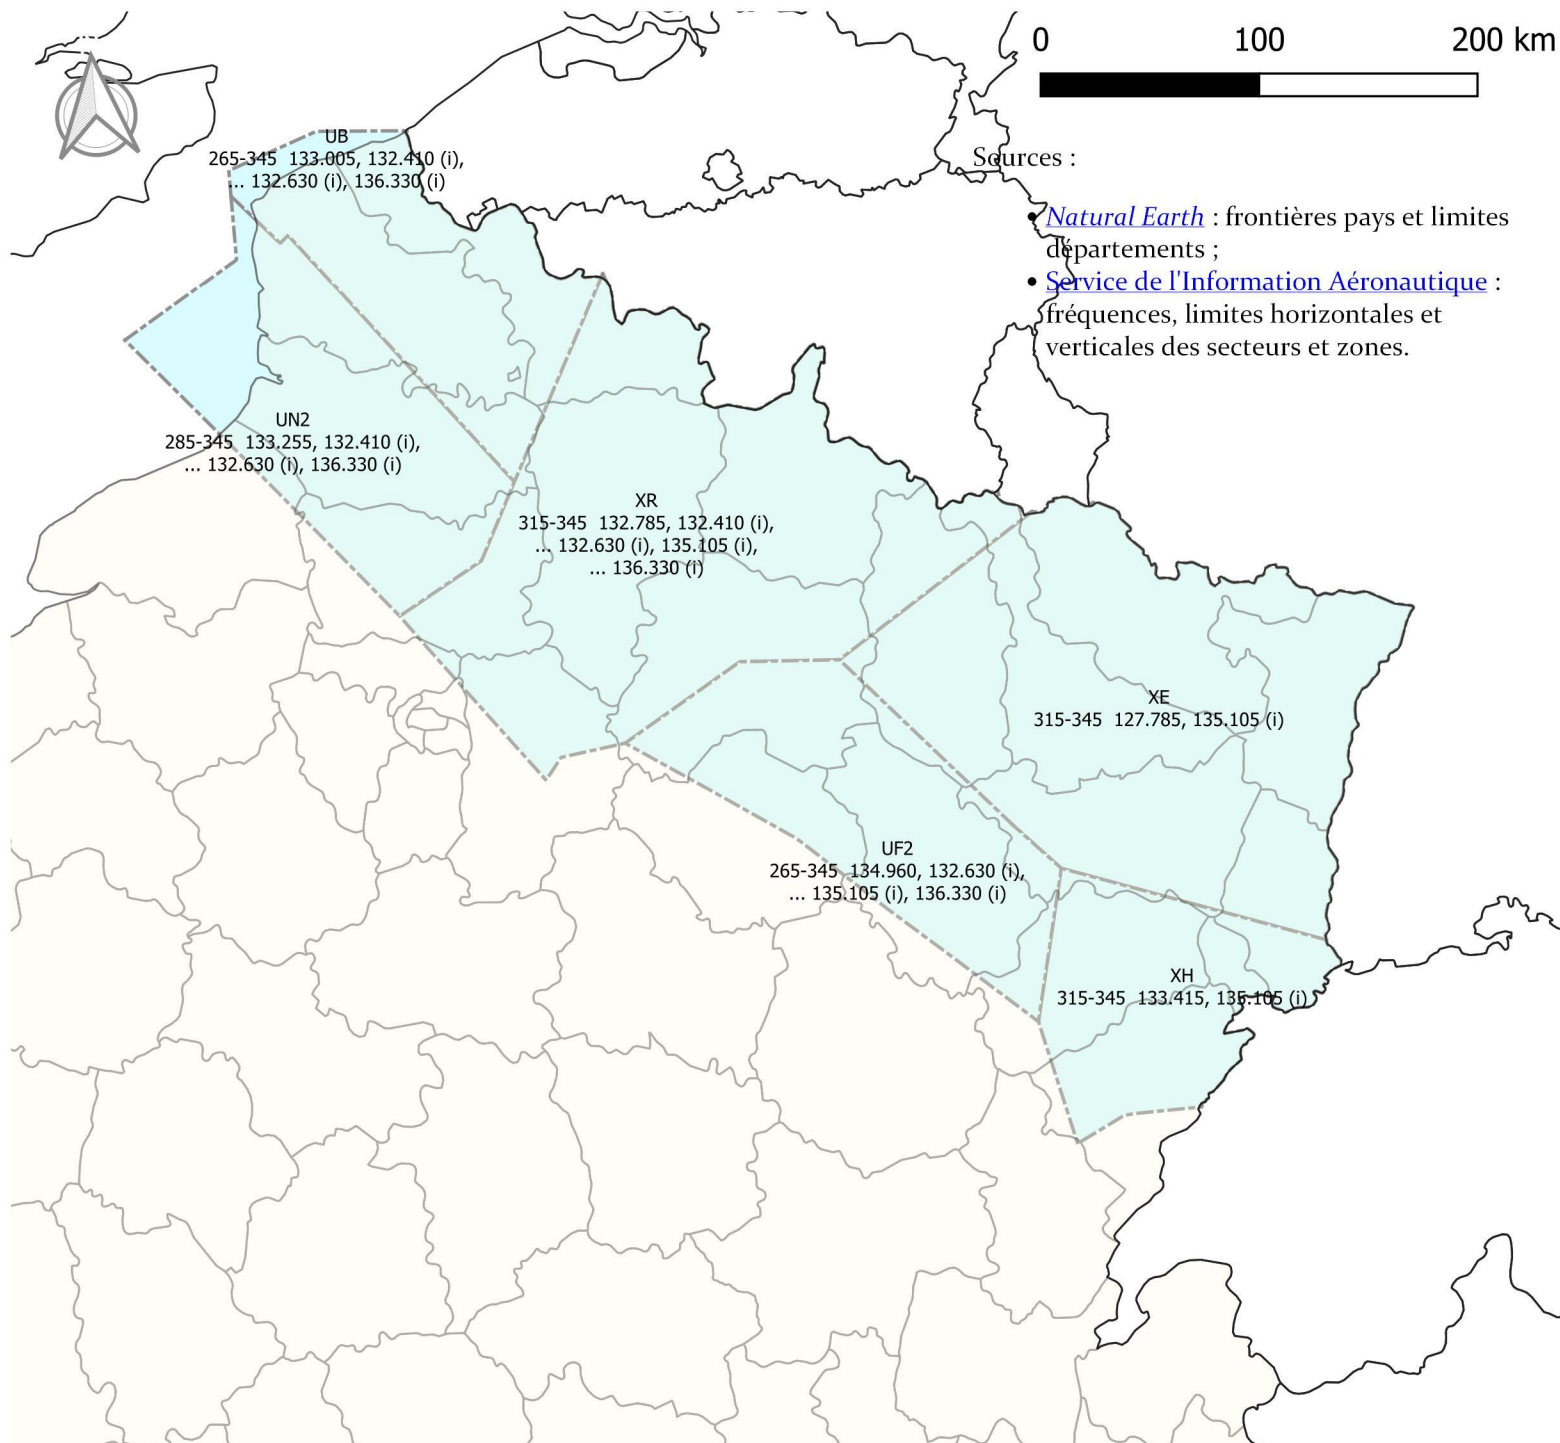 0 100 200 km
UB
265-345 133.005, 132.410 (i),
... 132.630 (i), 136.330 (i)
Sources :
• Natural Earth : frontières pays et limites
départements ;
• Service de l'Information Aéronautique :
fréquences, limites horizontales et
verticales des secteurs et zones.
UN2
285-345 133.255, 132.410 (i),
... 132.630 (i), 136.330 (i)
XR
315-345 132.785, 132.410 (i),
... 132.630 (i), 135.105 (i),
... 136.330 (i)
XE
315-345 127.785, 135.105 (i)
UF2
265-345 134.960, 132.630 (i),
... 135.105 (i), 136.330 (i)
XH
315-345 133.415, 135.105 (i)